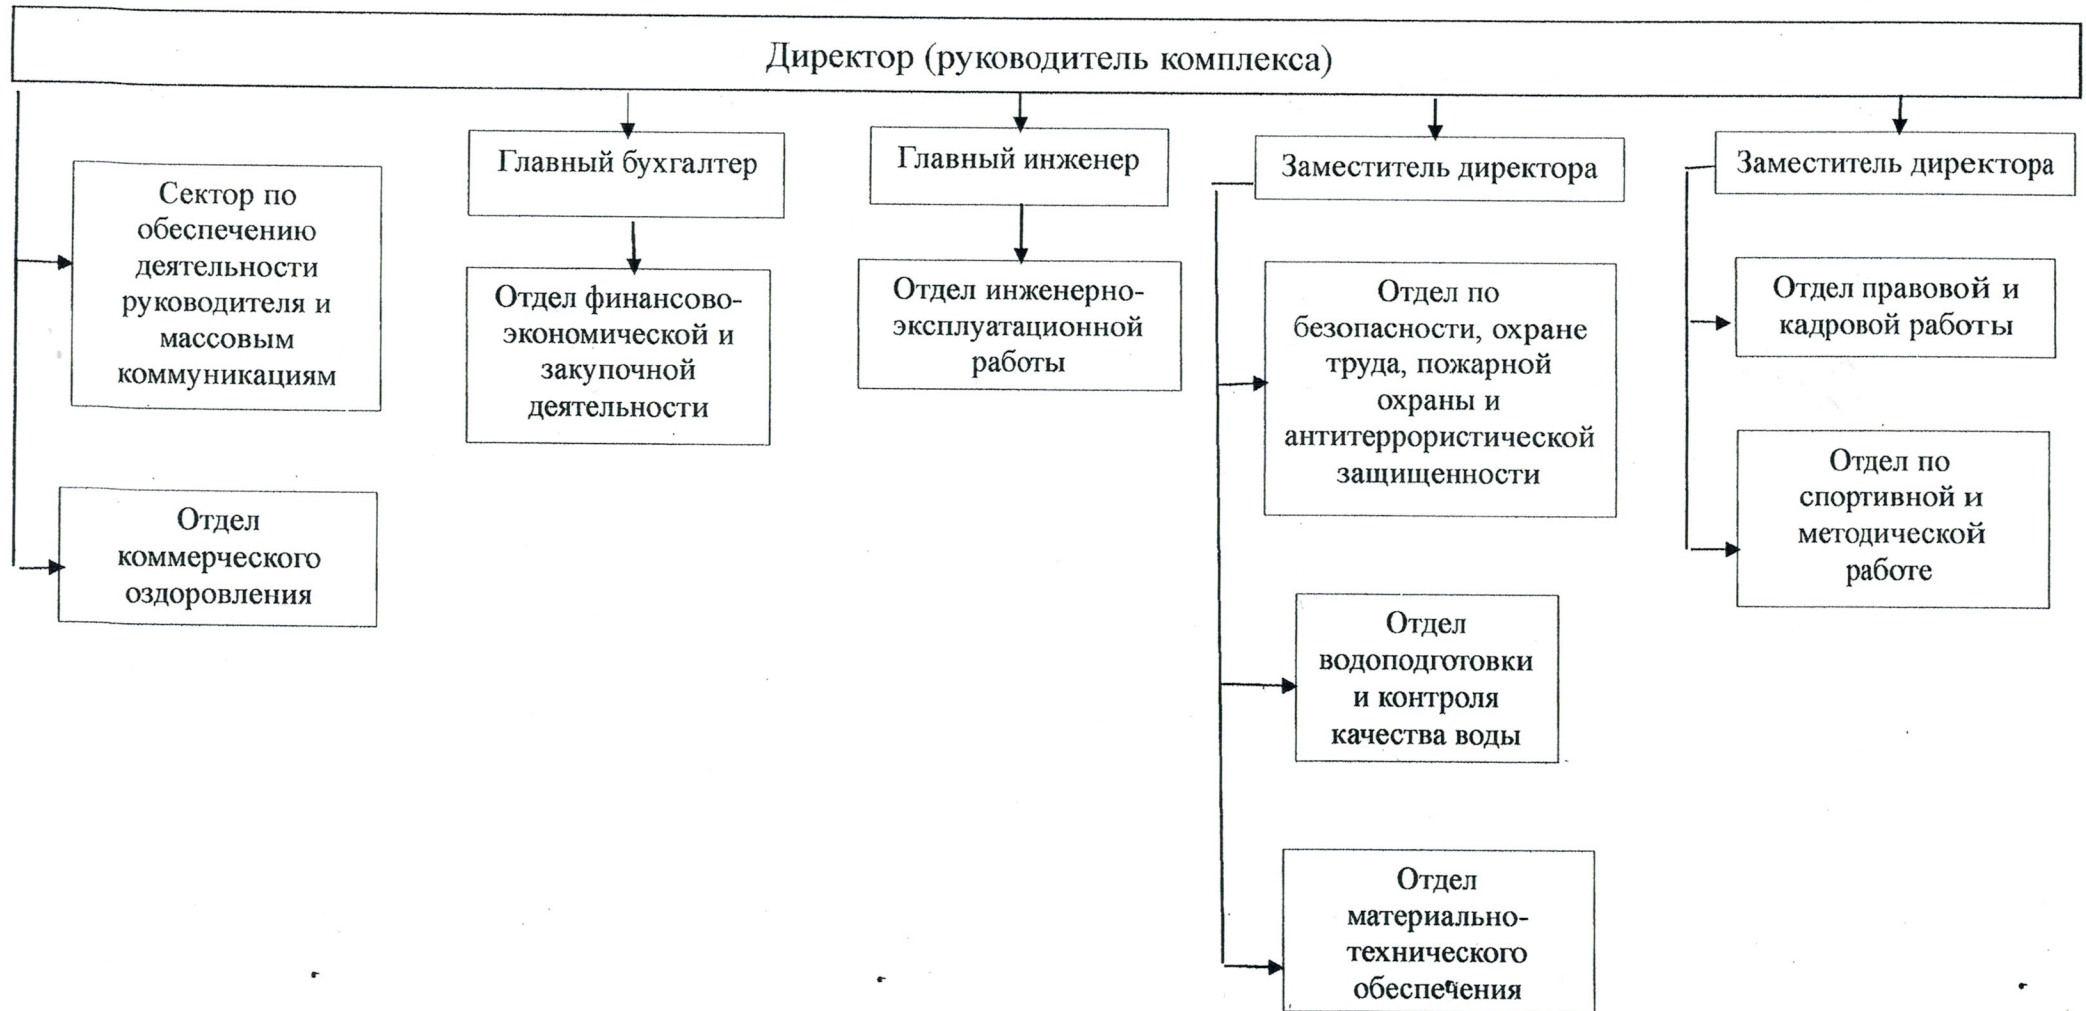 Директор (руководитель комплекса)
Сектор по
обеспечению
деятельности
руководителя и
массовым
коммуникациям
Отдел
коммерческого
оздоровления
Главный бухгалтер
Отдел финансово-
экономической и
закупочной
деятельности
Главный инженер
Отдел инженерно-
эксплуатационной
работы
Заместитель директора
Отдел по
безопасности, охране
труда, пожарной
охраны и
антитеррористической
защищенности
Отдел
водоподготовки
и контроля
качества воды
Отдел
материально-
технического
обеспечения
Заместитель директора
Отдел правовой и
кадровой работы
Отдел по
спортивной и
методической
работе